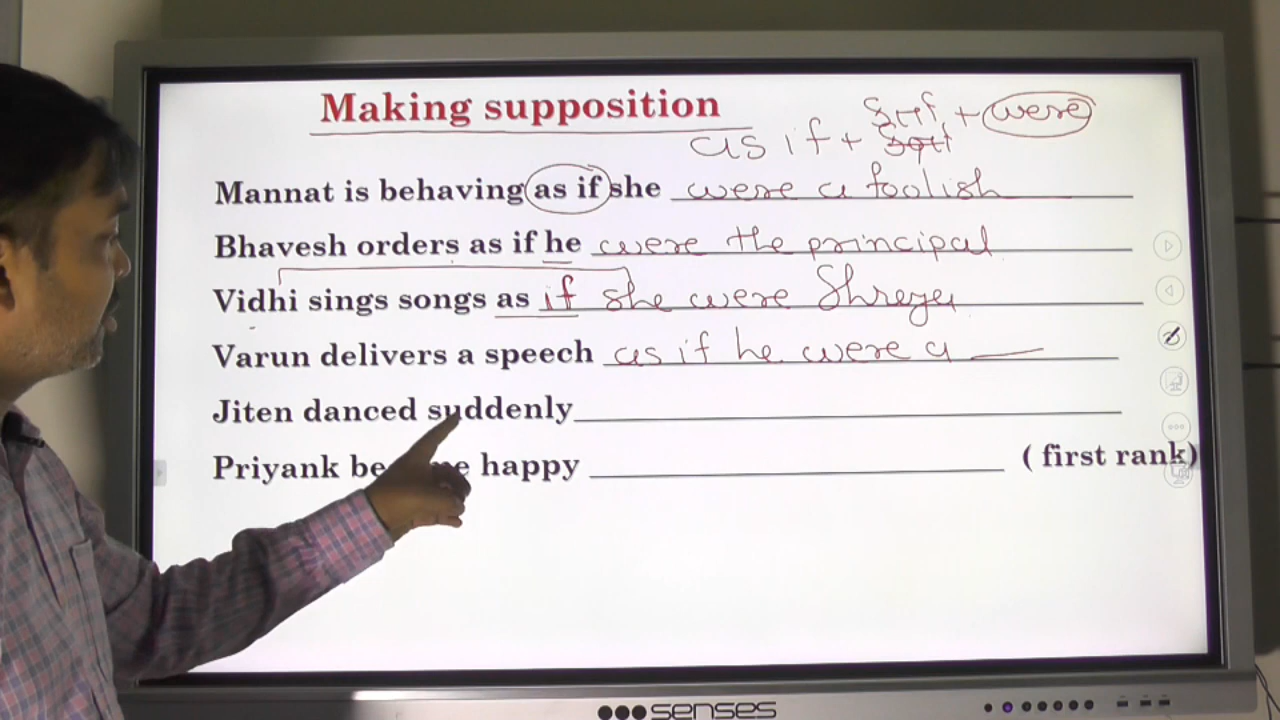 Making supposition
as if + + were
Mannat is behaving as if she were a foolish
Bhavesh orders as if he were the principal
Vidhi sings songs as if she were Shreya
Varun delivers a speech as if he were a
Jiten danced suddenly
Priyank happy ( first rank)
senses